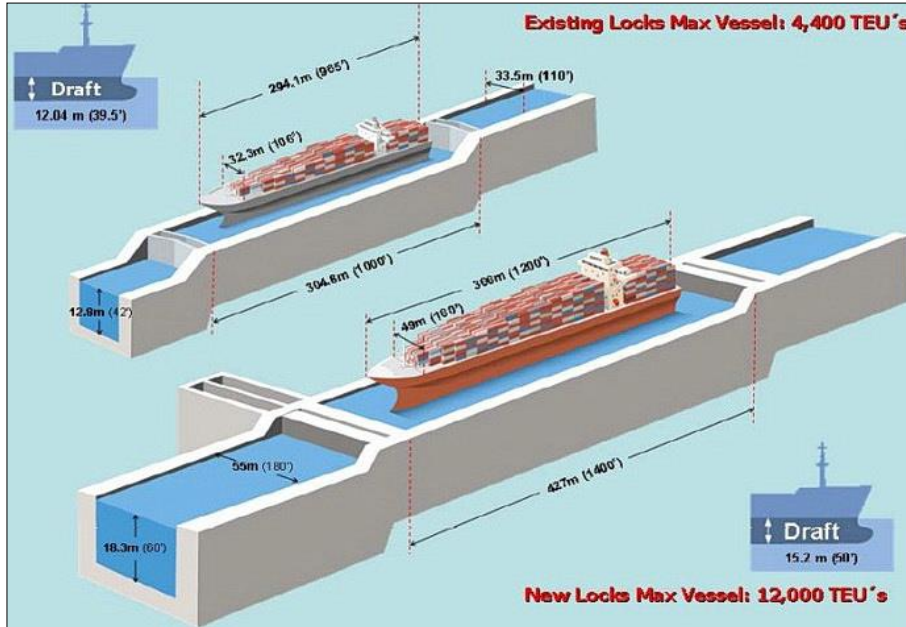 Existing Locks Max Vessel: 4,400 TEU´s
Draft
12.04 m (39.5')
294.1m (965')
33.5m (110')
32.3m (106')
304.8m (1000')
12.8m (42')
366m (1200')
49m (160')
55m (180')
427m (1400')
18.3m (60')
Draft
15.2 m (50')
New Locks Max Vessel: 12,000 TEU´s